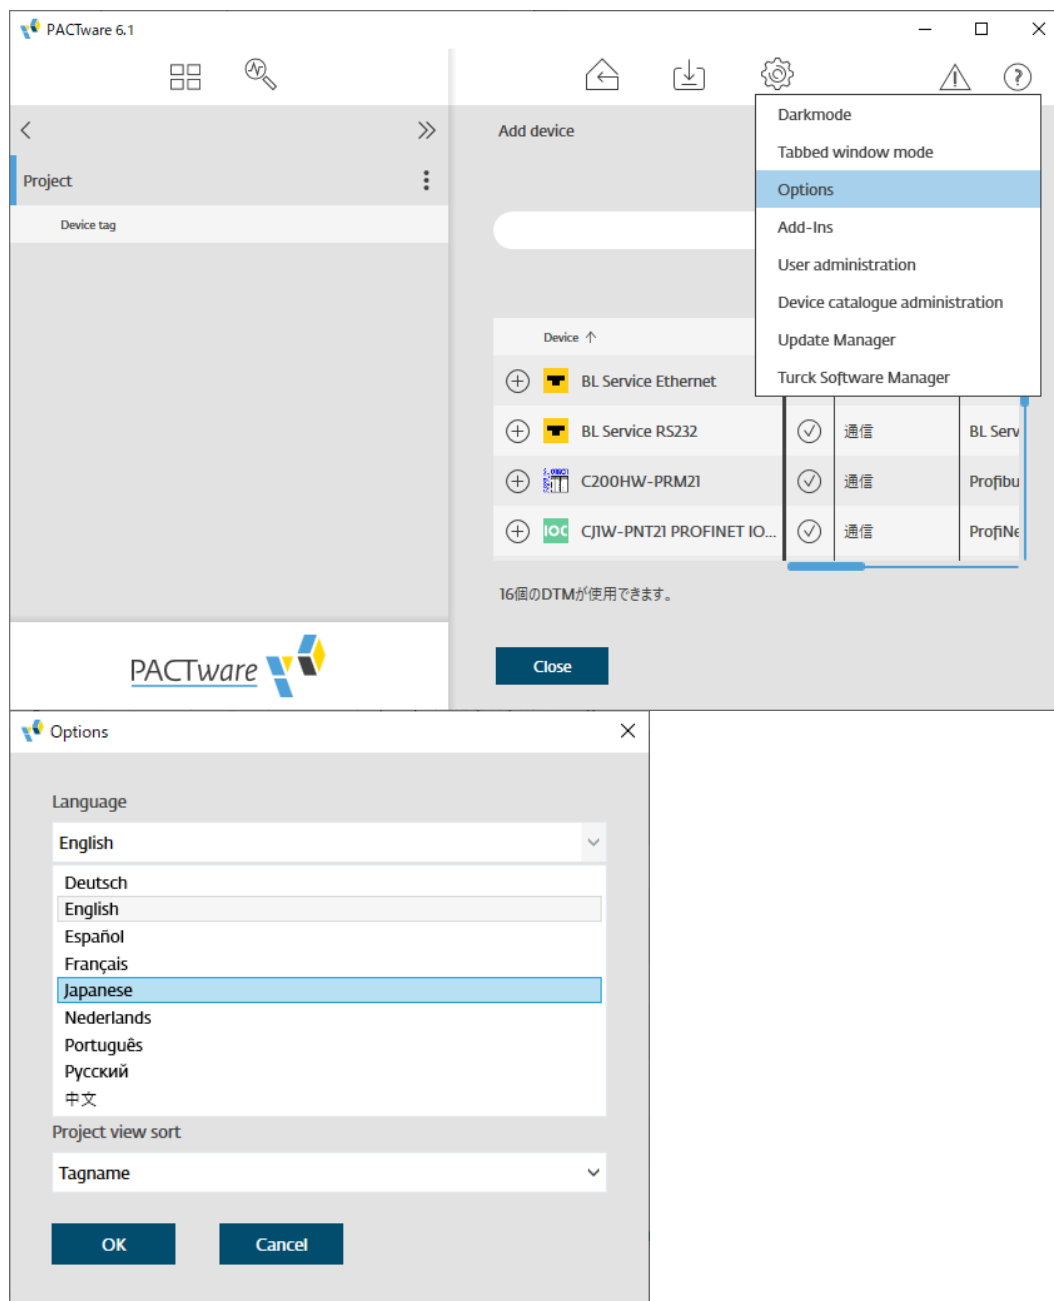 PACTware 6.1
Darkmode
Tabbed window mode
Options
Add-Ins
User administration
Device catalogue administration
Update Manager
Turck Software Manager
Project
Device tag
Add device
Device
BL Service Ethernet
BL Service RS232 通信 BL Serv
C200HW-PRM21 通信 Profibu
IOC CJ1W-PNT21 PROFINET IO... 通信 ProfiNe
16個のDTMが使用できます。
Close
PACTware
Options
Language
English
Deutsch
English
Español
Français
Japanese
Nederlands
Português
Русский
中文
Project view sort
Tagname
OK Cancel